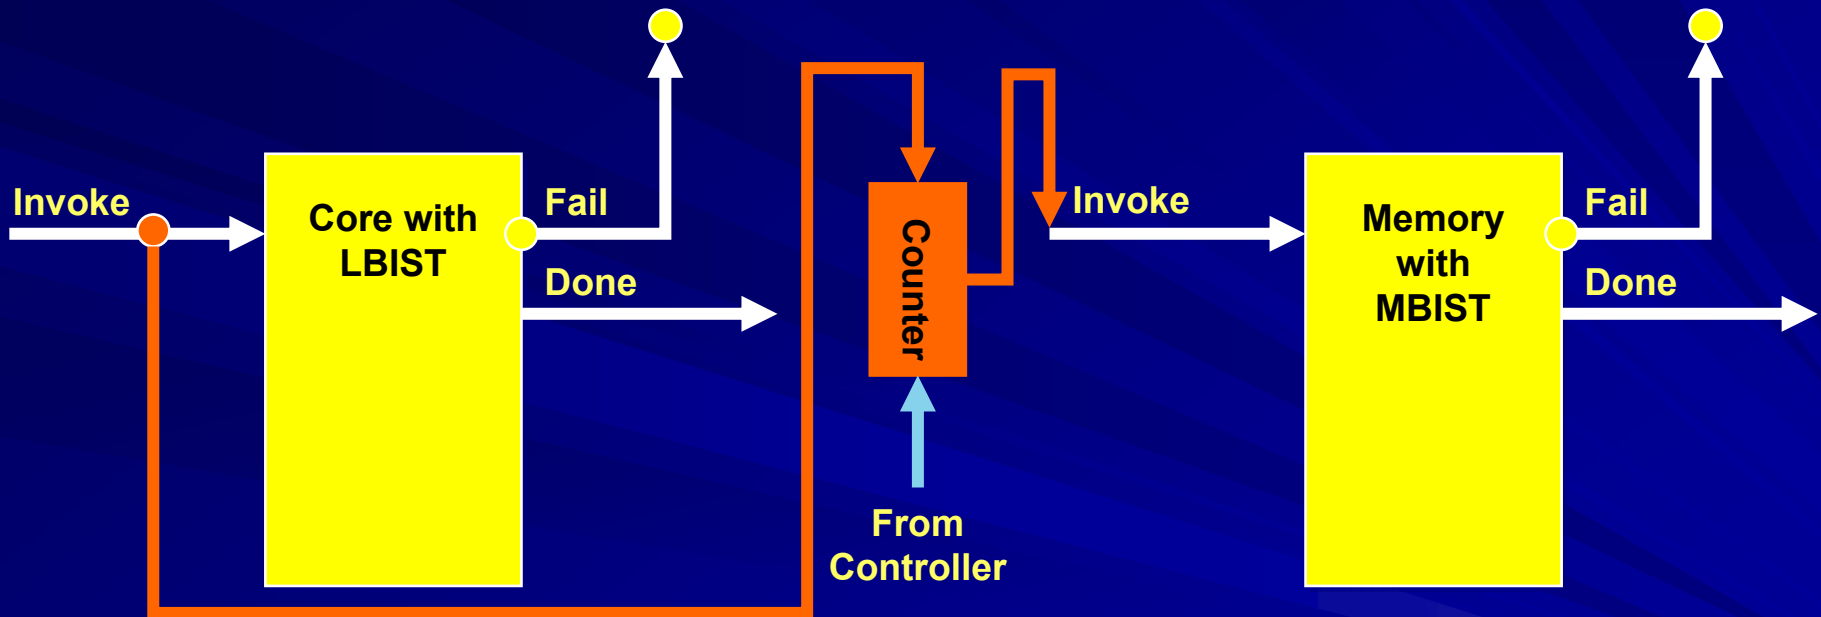 Invoke
Core with
LBIST
Fail
Done
Counter
From
Controller
Invoke
Memory
with
MBIST
Fail
Done